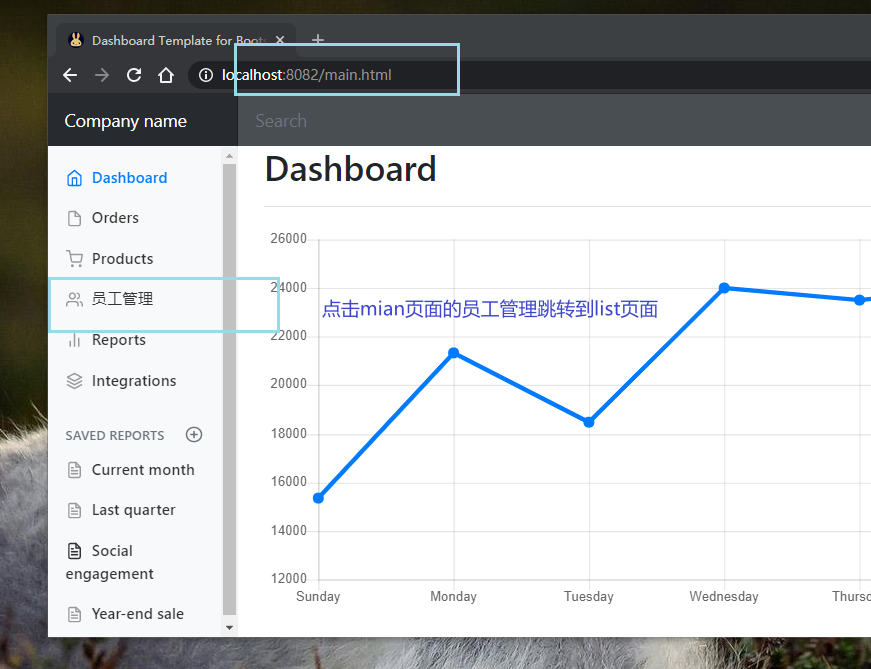 Dashboard Template for Boot
localhost:8082/main.html
Company name
Search
Dashboard
Orders
Products
员工管理
Reports
Integrations
SAVED REPORTS
Current month
Last quarter
Social
engagement
Year-end sale
Dashboard
点击mian页面的员工管理跳转到list页面
26000
24000
22000
20000
18000
16000
14000
12000
Sunday
Monday
Tuesday
Wednesday
Thursd